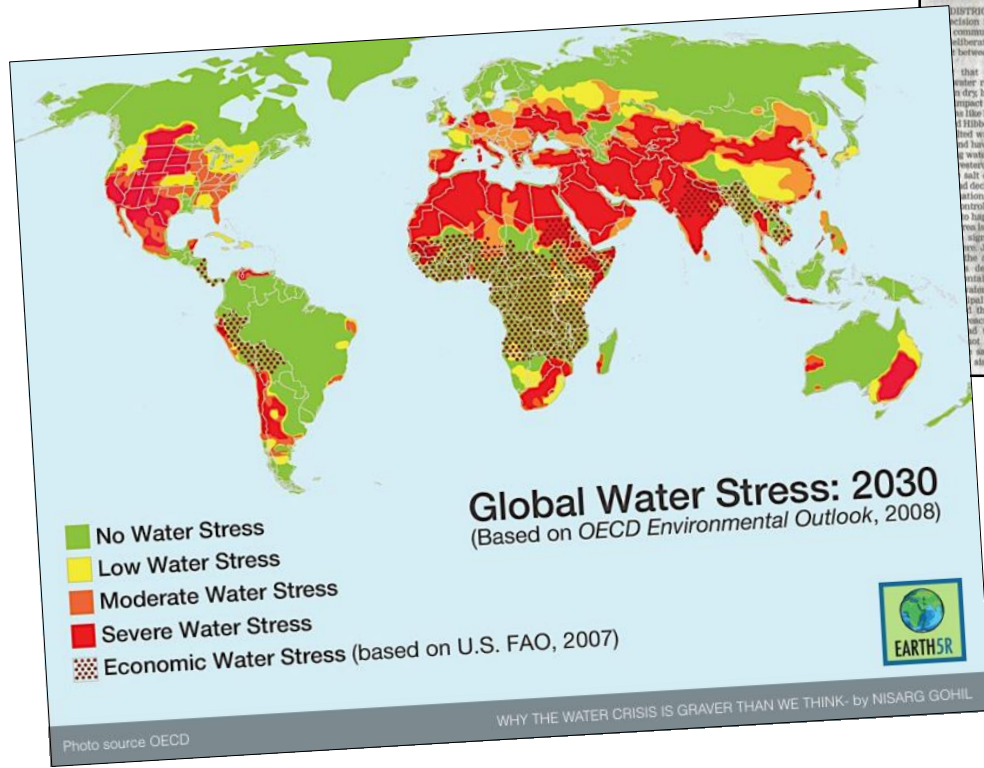 Global Water Stress: 2030
(Based on OECD Environmental Outlook, 2008)
No Water Stress
Low Water Stress
Moderate Water Stress
Severe Water Stress
Economic Water Stress (based on U.S. FAO, 2007)
EARTH5R
Photo source OECD
WHY THE WATER CRISIS IS GRAVER THAN WE THINK- by NISARG GOHIL